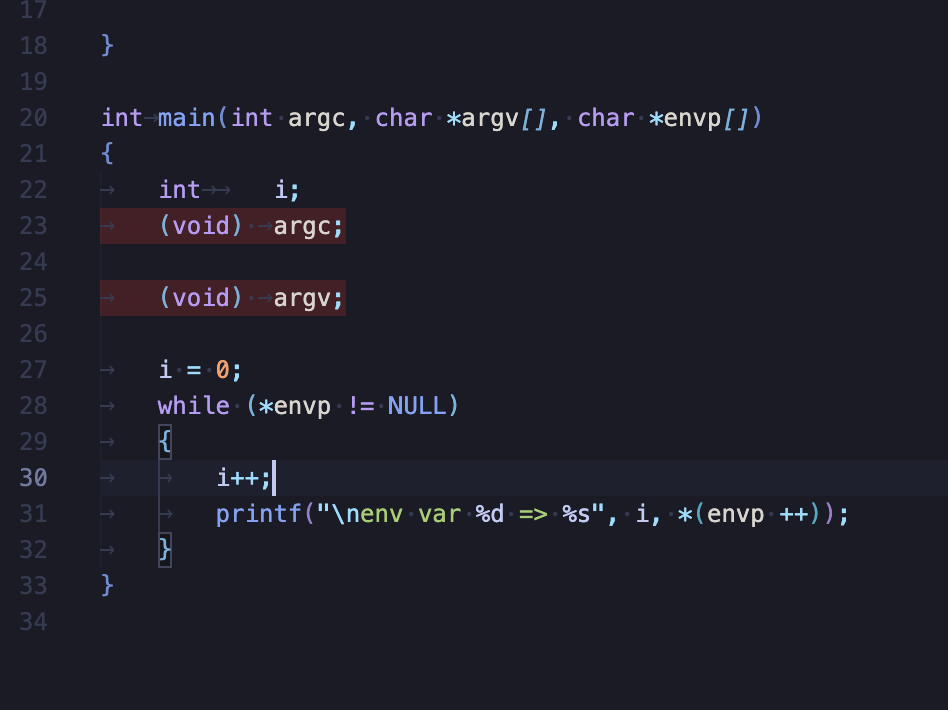 17
18 }
19
20 int main(int argc, char *argv[], char *envp[])
21 {
22 int i;
23 (void) argc;
24
25 (void) argv;
26
27 i = 0;
28 while (*envp != NULL)
29 {
30 i++;
31 printf("\nenv var %d => %s", i, *(envp ++));
32 }
33 }
34